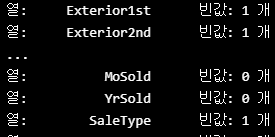 열:     Exterior1st     빈값: 1 개
열:     Exterior2nd     빈값: 1 개
...
열:          MoSold     빈값: 0 개
열:          YrSold     빈값: 0 개
열:        SaleType     빈값: 1 개